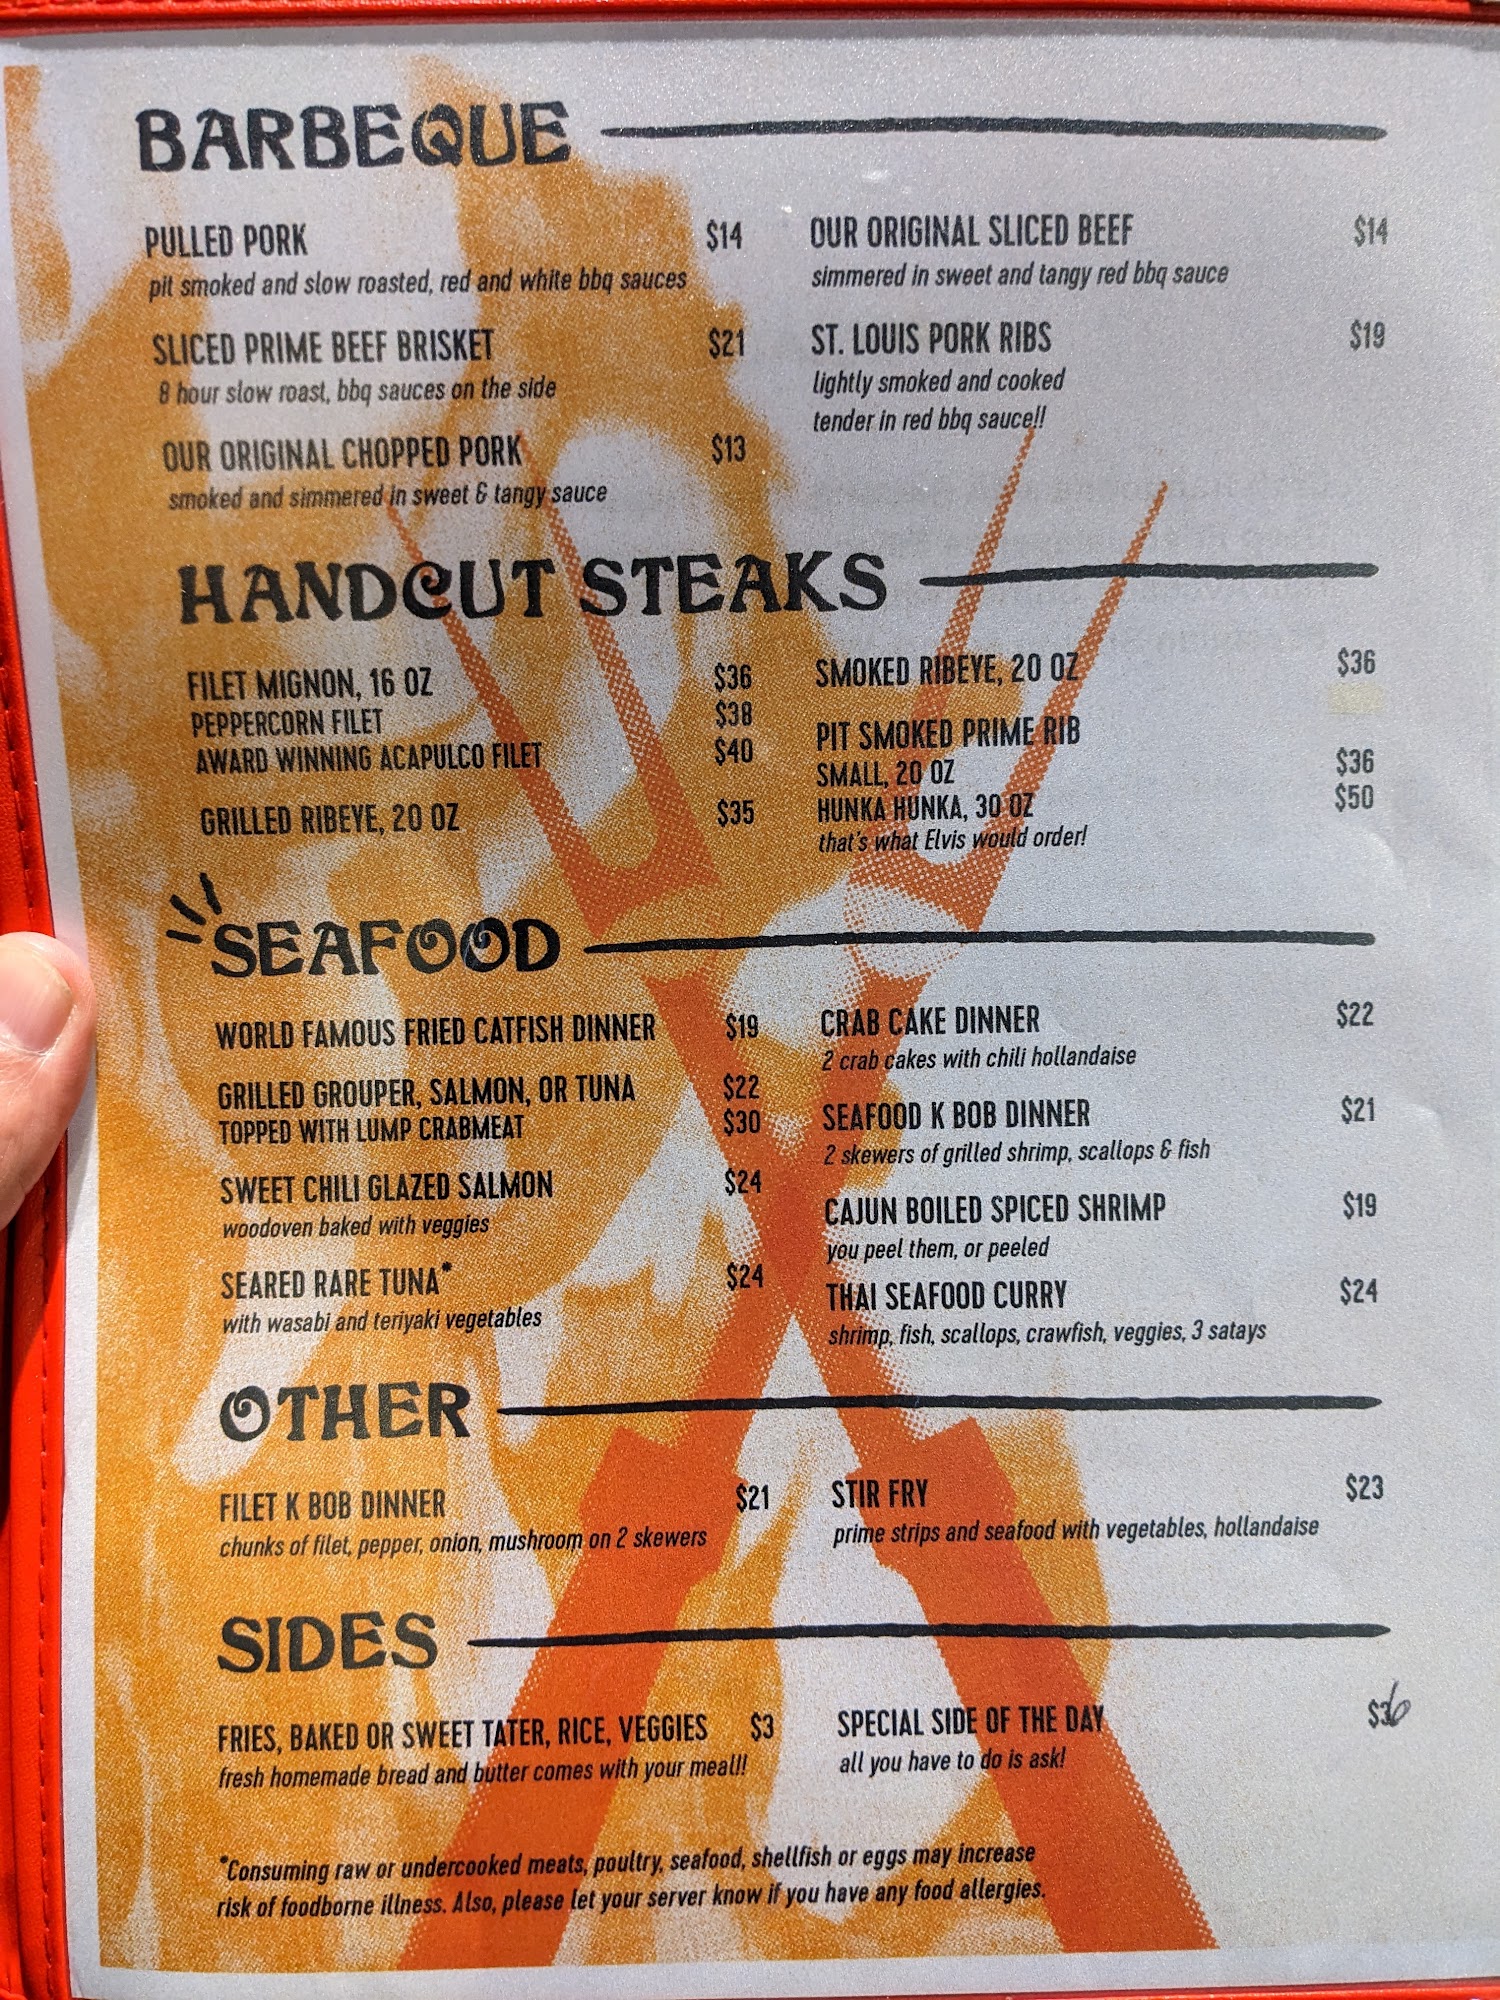 BARBEQUE
PULLED PORK $14
pit smoked and slow roasted, red and white bbq sauces
SLICED PRIME BEEF BRISKET $21
8 hour slow roast, bbq sauces on the side
OUR ORIGINAL CHOPPED PORK $13
smoked and simmered in sweet & tangy sauce
OUR ORIGINAL SLICED BEEF $14
simmered in sweet and tangy red bbq sauce
ST. LOUIS PORK RIBS $19
lightly smoked and cooked
tender in red bbq sauce!!
HANDCUT STEAKS
FILET MIGNON, 16 OZ $36
PEPPERCORN FILET $38
AWARD WINNING ACAPULCO FILET $40
GRILLED RIBEYE, 20 OZ $35
SMOKED RIBEYE, 20 OZ $36
PIT SMOKED PRIME RIB
SMALL, 20 OZ $36
HUNKA HUNKA, 30 OZ $50
that's what Elvis would order!
SEAFOOD
WORLD FAMOUS FRIED CATFISH DINNER $19
GRILLED GROUPER, SALMON, OR TUNA $22
TOPPED WITH LUMP CRABMEAT $30
SWEET CHILI GLAZED SALMON $24
woodoven baked with veggies
SEARED RARE TUNA* $24
with wasabi and teriyaki vegetables
CRAB CAKE DINNER $22
2 crab cakes with chili hollandaise
SEAFOOD K BOB DINNER $21
2 skewers of grilled shrimp, scallops & fish
CAJUN BOILED SPICED SHRIMP $19
you peel them, or peeled
THAI SEAFOOD CURRY $24
shrimp, fish, scallops, crawfish, veggies, 3 satays
OTHER
FILET K BOB DINNER $21
chunks of filet, pepper, onion, mushroom on 2 skewers
STIR FRY $23
prime strips and seafood with vegetables, hollandaise
SIDES
FRIES, BAKED OR SWEET TATER, RICE, VEGGIES $3
fresh homemade bread and butter comes with your meal!!
SPECIAL SIDE OF THE DAY
all you have to do is ask!
*Consuming raw or undercooked meats, poultry, seafood, shellfish or eggs may increase
risk of foodborne illness. Also, please let your server know if you have any food allergies.